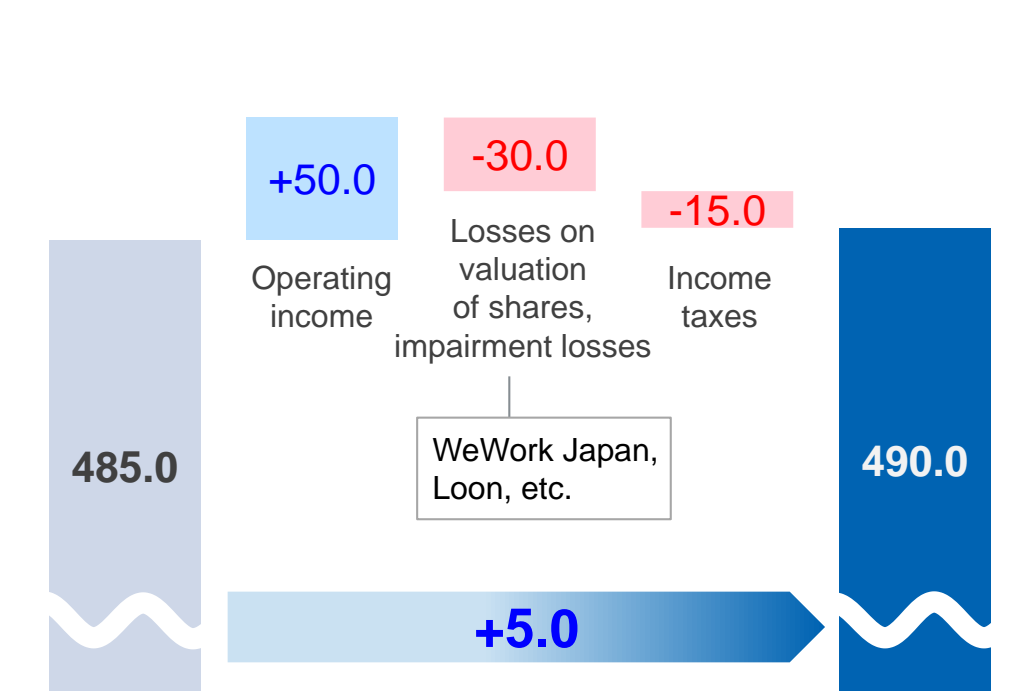 +50.0
Operating
income
-30.0
Losses on
valuation
of shares,
impairment losses
-15.0
Income
taxes
WeWork Japan,
Loon, etc.
485.0
490.0
+5.0